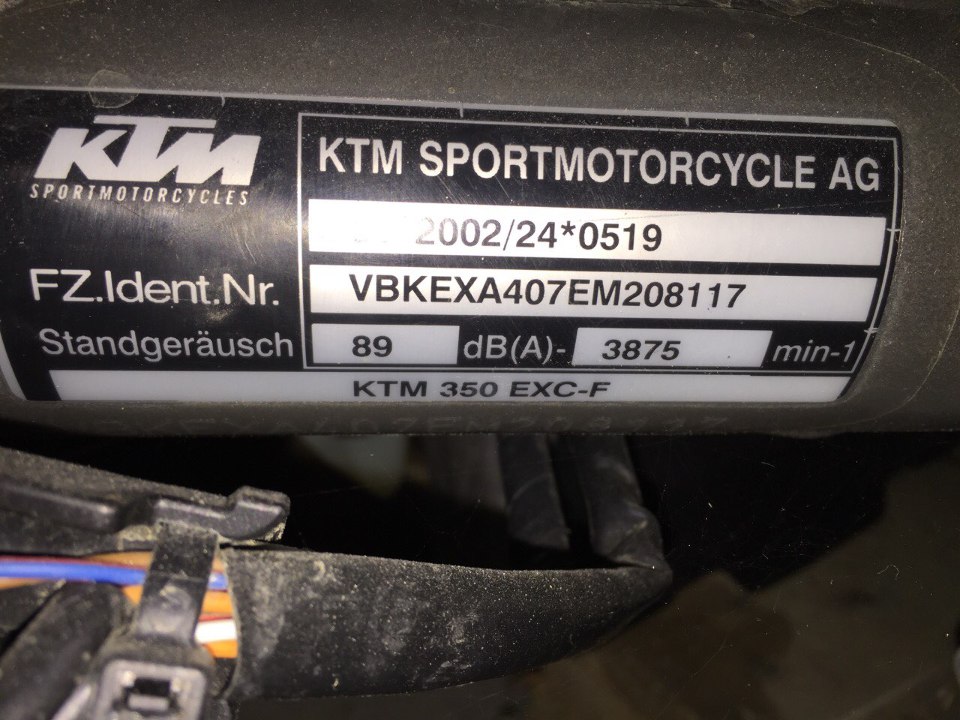 KTM
SPORTMOTORCYCLES
KTM SPORTMOTORCYCLE AG
2002/24*0519
FZ.Ident.Nr. VBKEXA407EM208117
Standgeräusch 89 dB(A)- 3875 min-1
KTM 350 EXC-F